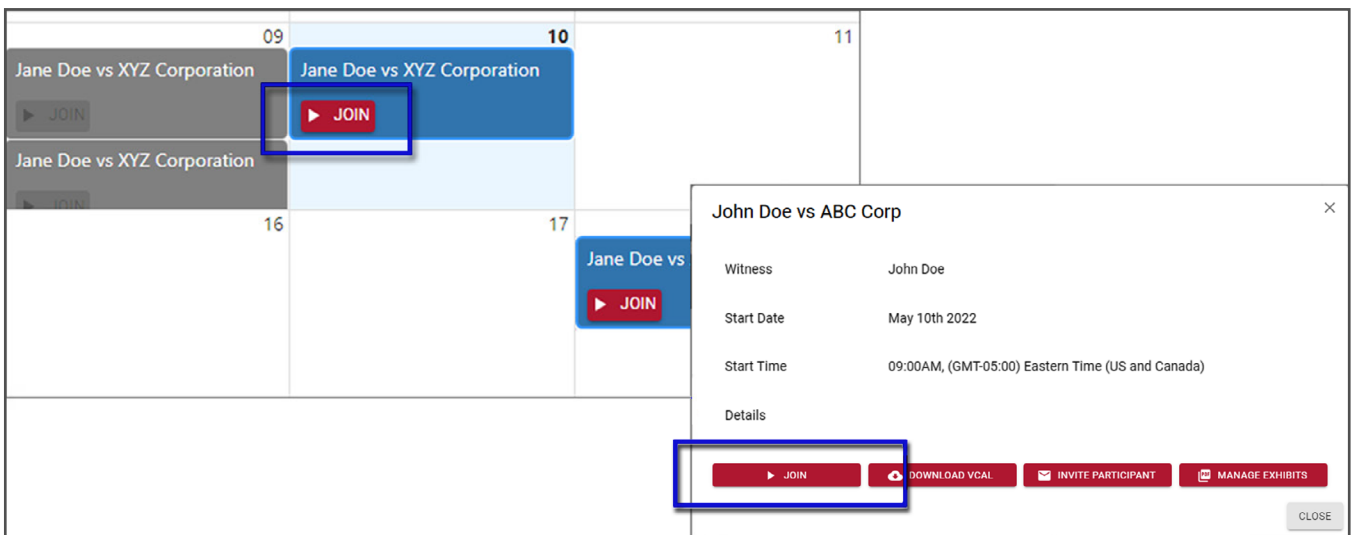 09
10
11
Jane Doe vs XYZ Corporation
Jane Doe vs XYZ Corporation
JOIN
JOIN
Jane Doe vs XYZ Corporation
JOIN
16
17
Jane Doe vs
JOIN
John Doe vs ABC Corp
Witness
John Doe
Start Date
May 10th 2022
Start Time
09:00AM, (GMT-05:00) Eastern Time (US and Canada)
Details
JOIN
DOWNLOAD VCAL
INVITE PARTICIPANT
MANAGE EXHIBITS
CLOSE